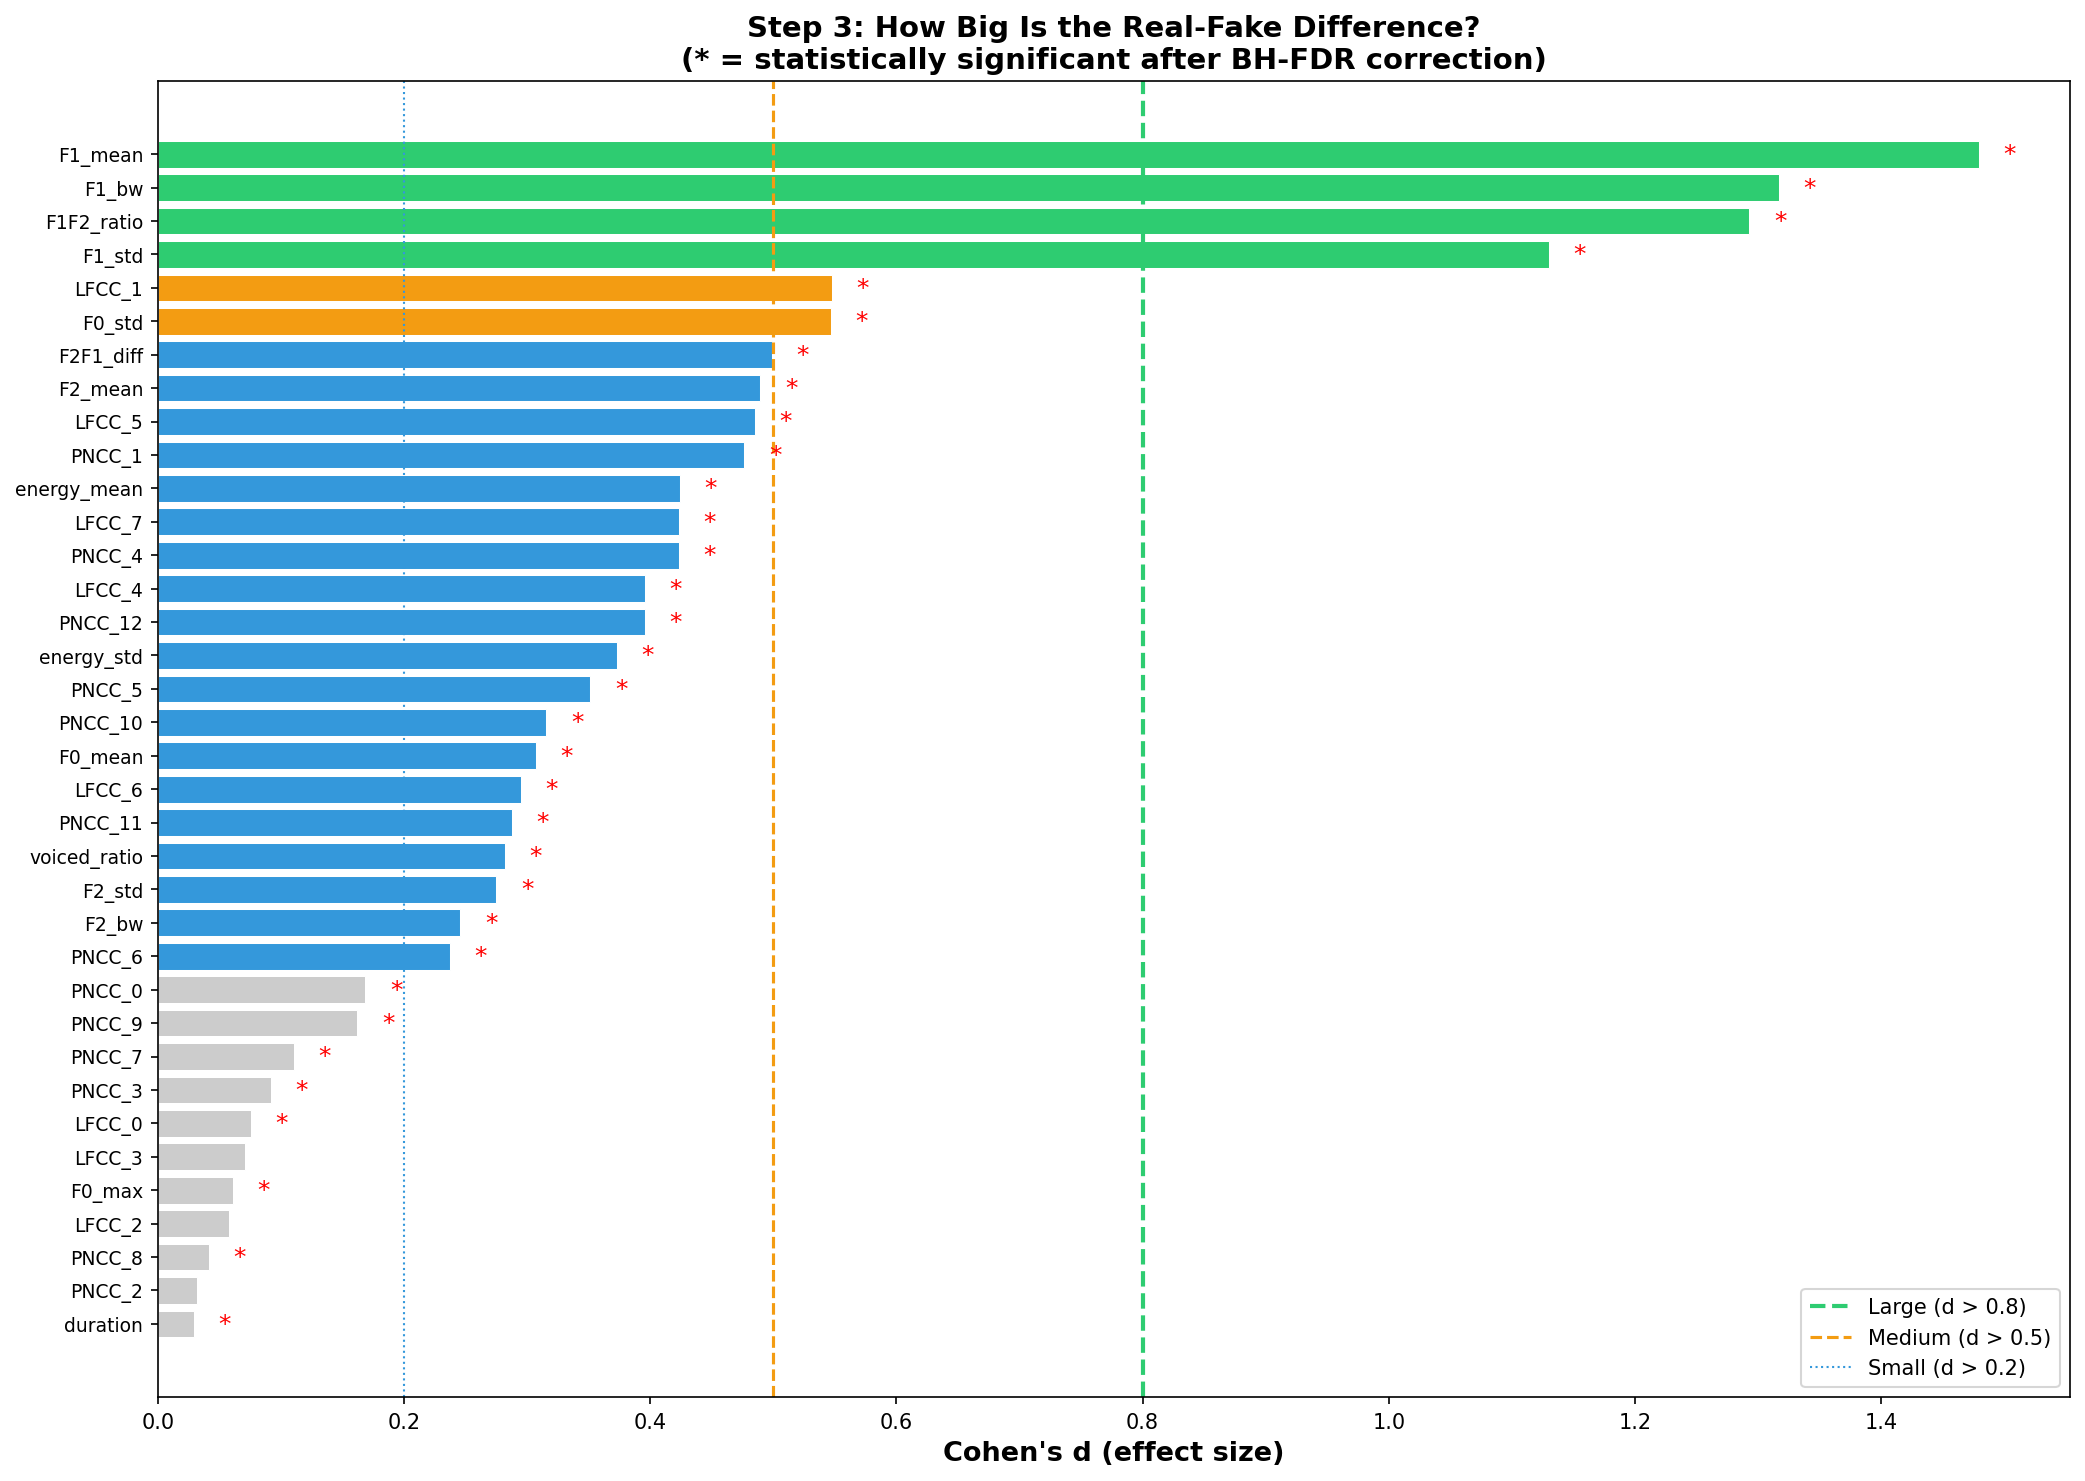 Step 3: How Big Is the Real-Fake Difference?
(* = statistically significant after BH-FDR correction)
F1_mean *
F1_bw *
F1F2_ratio *
F1_std *
LFCC_1 *
F0_std *
F2F1_diff *
F2_mean *
LFCC_5 *
PNCC_1 *
energy_mean *
LFCC_7 *
PNCC_4 *
LFCC_4 *
PNCC_12 *
energy_std *
PNCC_5 *
PNCC_10 *
F0_mean *
LFCC_6 *
PNCC_11 *
voiced_ratio *
F2_std *
F2_bw *
PNCC_6 *
PNCC_0 *
PNCC_9 *
PNCC_7 *
PNCC_3 *
LFCC_0 *
LFCC_3
F0_max *
LFCC_2
PNCC_8 *
PNCC_2
duration *
Large (d > 0.8)
Medium (d > 0.5)
Small (d > 0.2)
0.0 0.2 0.4 0.6 0.8 1.0 1.2 1.4
Cohen's d (effect size)